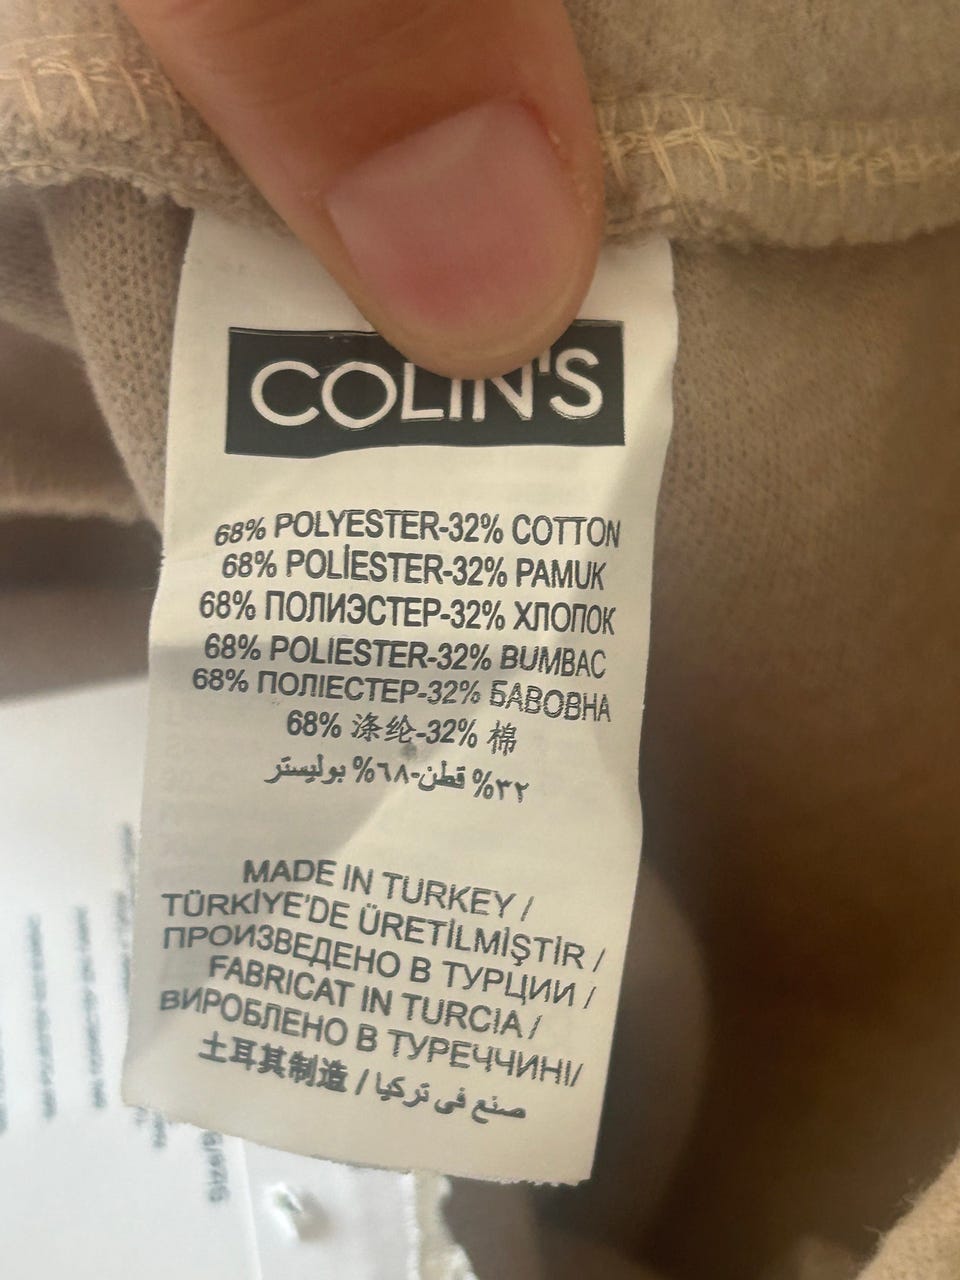 COLIN'S
68% POLYESTER-32% COTTON
68% POLİESTER-32% PAMUK
68% ПОЛИЭСТЕР-32% ХЛОПОК
68% POLIESTER-32% BUMBAC
68% ПОЛІЕСТЕР-32% БАВОВНА
68% 涤纶-32% 棉
٣٢% قطن-٦٨% بوليستر
MADE IN TURKEY /
TÜRKİYE'DE ÜRETİLMİŞTİR /
ПРОИЗВЕДЕНО В ТУРЦИИ /
FABRICAT IN TURCIA /
ВИРОБЛЕНО В ТУРЕЧЧИНІ/
土耳其制造 / صنع في تركيا